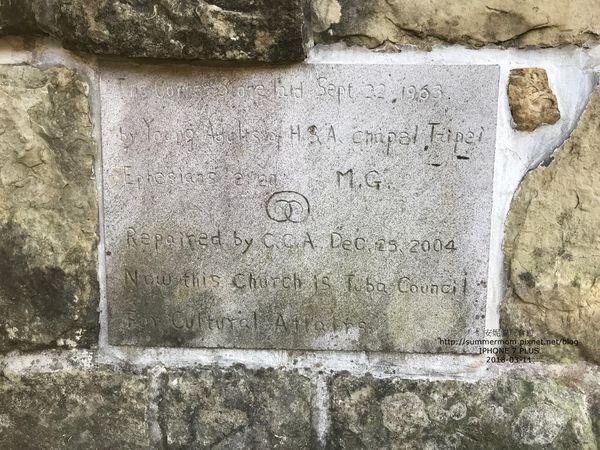 This Corner Stone laid Sept 22, 1963
by Young Adults of H.S.A. chapel, Taipei
Ephesians 2:20 M.G.
Repaired by C.C.A Dec. 25. 2004
Now this Church is Tuba Council
For Cultural Affairs
http://summermom.pixnet.net/blog
IPHONE 7 PLUS
2018-03-11